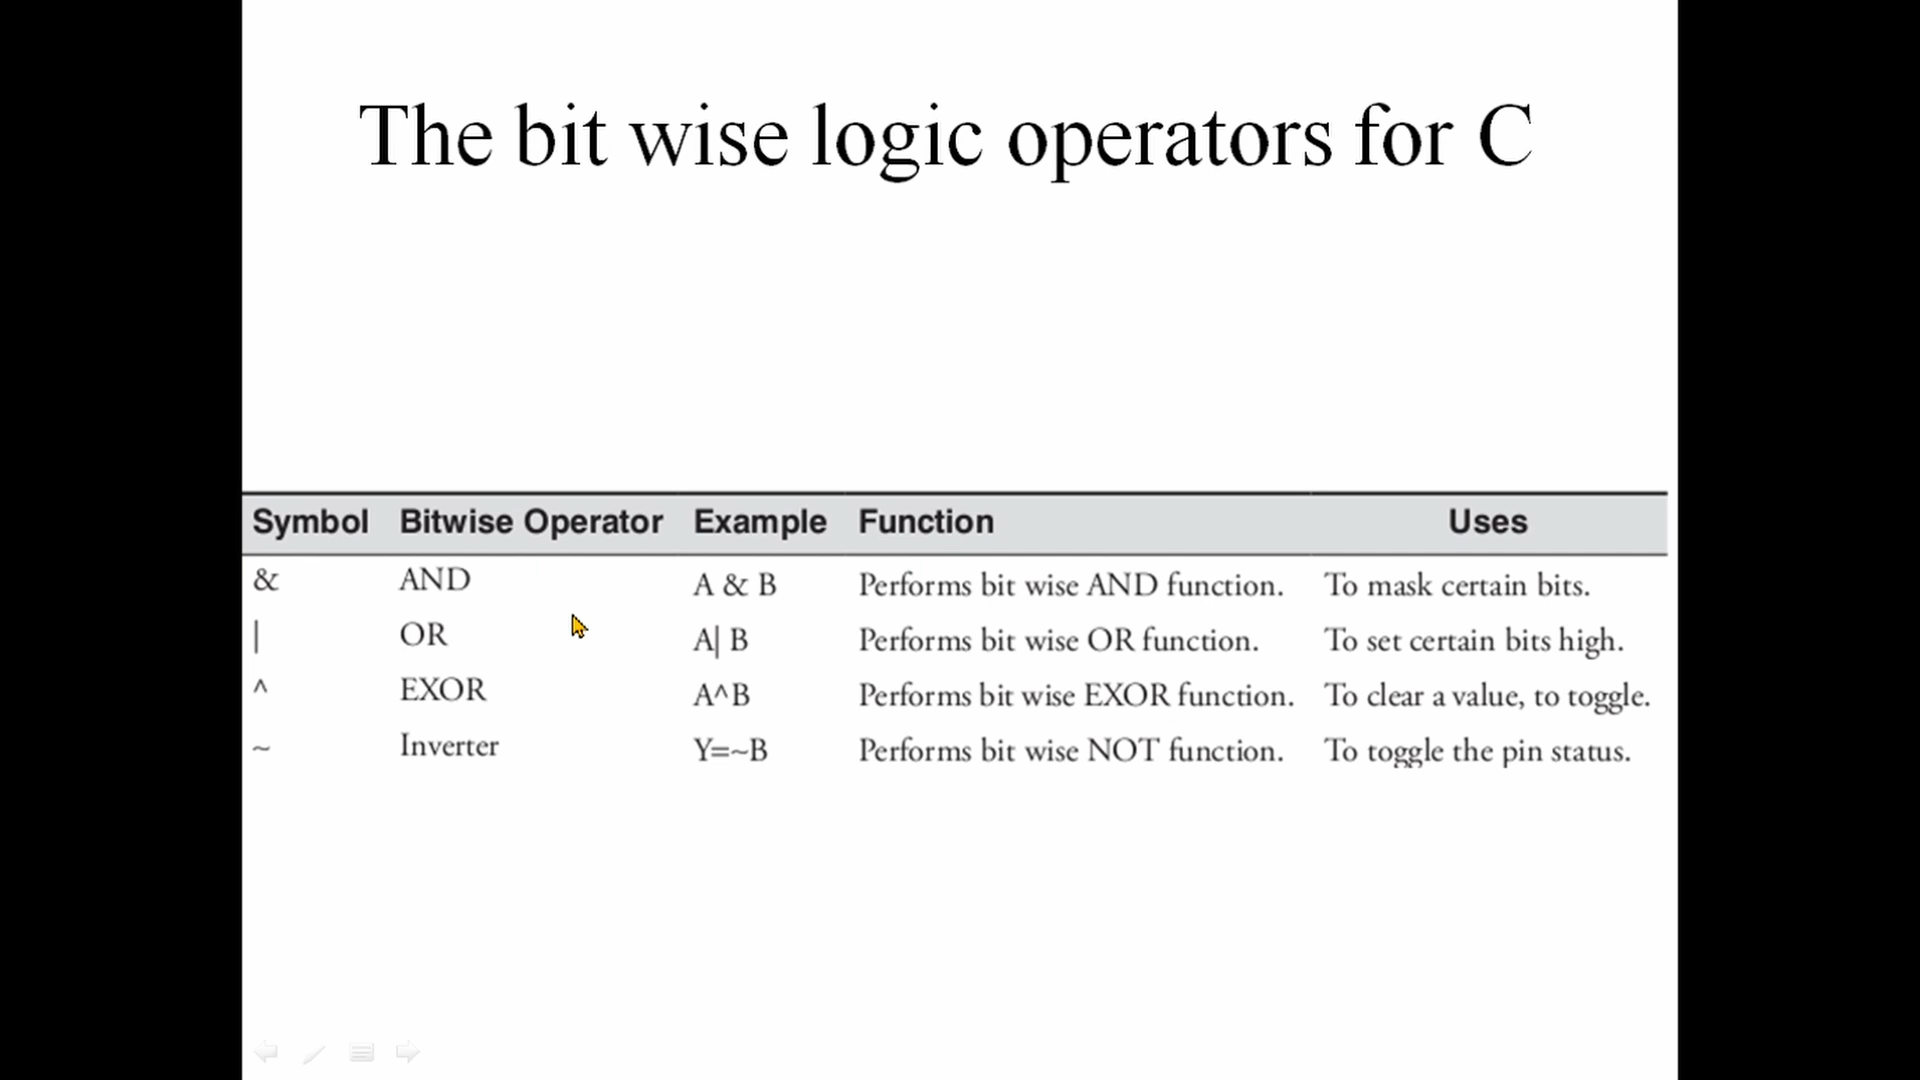 The bit wise logic operators for C
Symbol Bitwise Operator Example Function Uses
& AND A & B Performs bit wise AND function. To mask certain bits.
| OR A| B Performs bit wise OR function. To set certain bits high.
^ EXOR A^B Performs bit wise EXOR function. To clear a value, to toggle.
~ Inverter Y=~B Performs bit wise NOT function. To toggle the pin status.